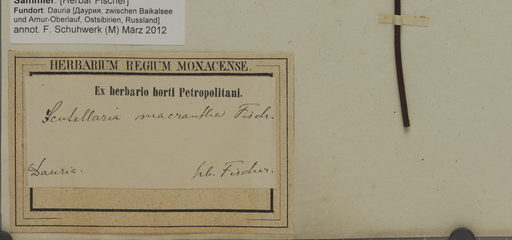 Sammler: [Herbar Fischer]
Fundort: Dauria [Даурия, zwischen Baikalsee
und Amur-Oberlauf, Ostsibirien, Russland]
annot. F. Schuhwerk (M) März 2012
HERBARIUM REGIUM MONACENSE.
Ex herbario horti Petropolitani.
Scutellaria macrantha Fisch.
Dauria. hb. Fischer.